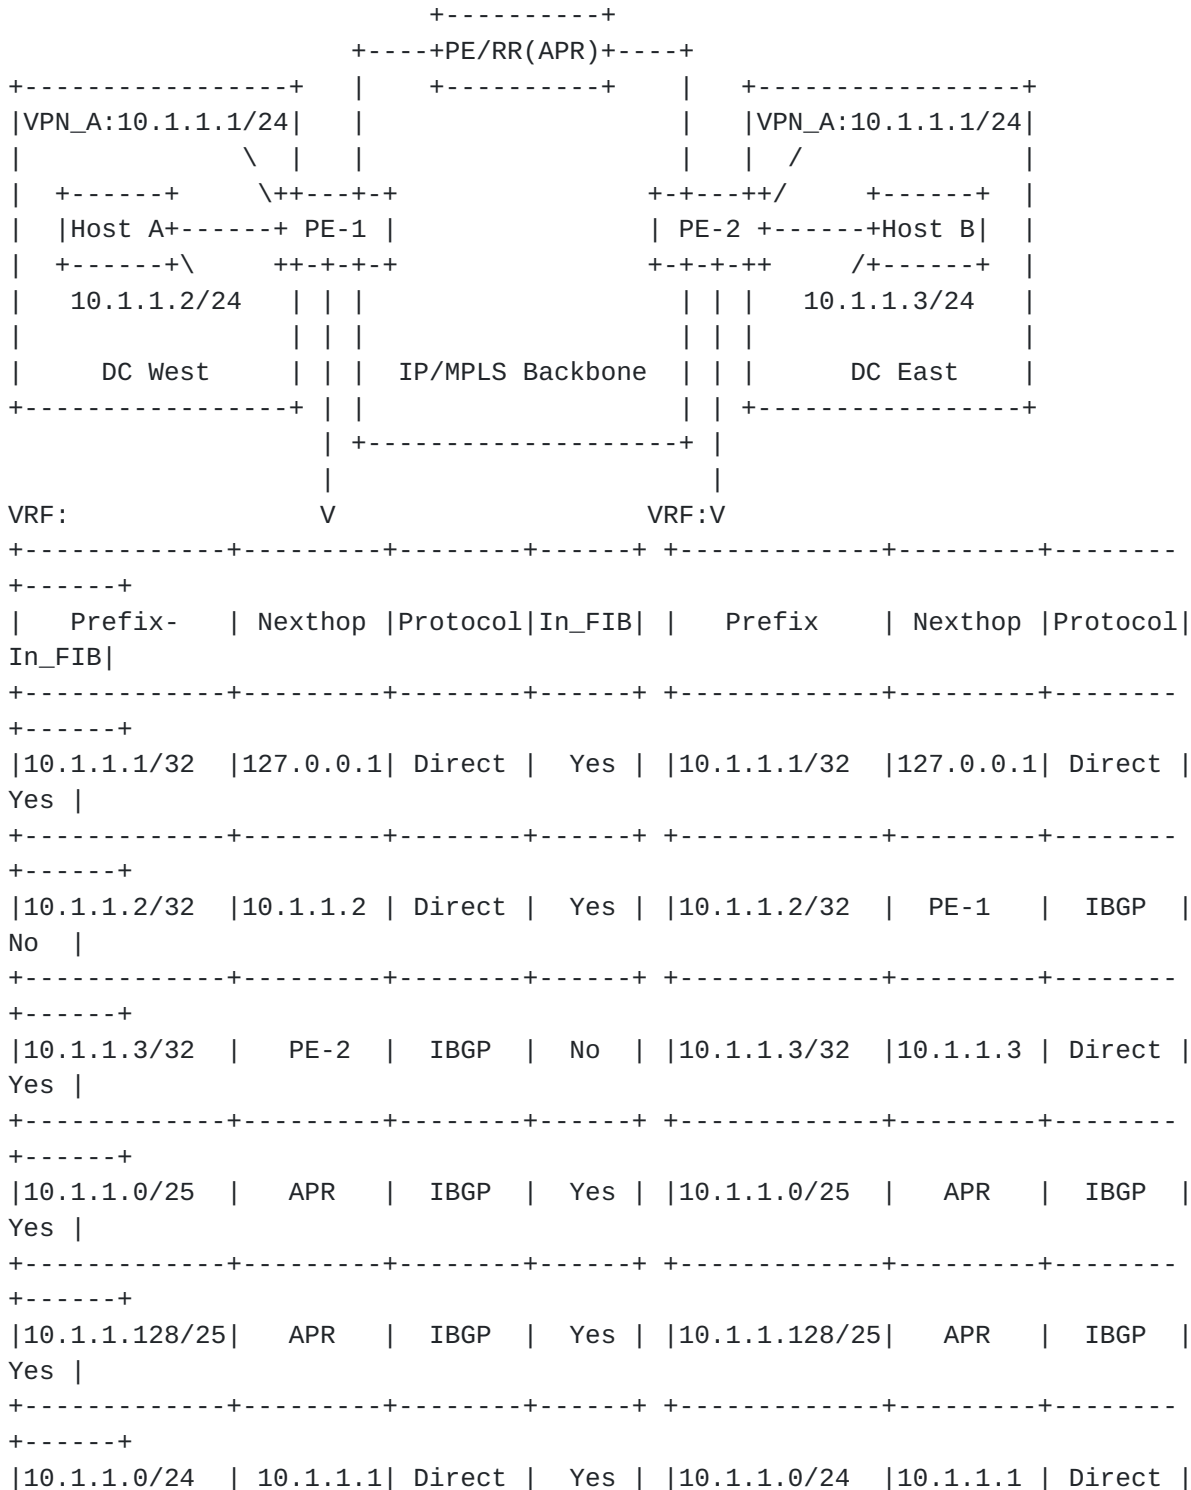 +----------+
                     +----+PE/RR(APR)+----+
+-----------------+   |    +----------+    |   +-----------------+
|VPN_A:10.1.1.1/24|   |                    |   |VPN_A:10.1.1.1/24|
|              \  |   |                    |   |  /              |
|  +------+     \++---+-+                +-+---++/     +------+  |
|  |Host A+------+ PE-1 |                | PE-2 +------+Host B|  |
|  +------+\     ++-+-+-+                +-+-+-++     /+------+  |
|   10.1.1.2/24   | | |                    | | |   10.1.1.3/24   |
|                 | | |                    | | |                 |
|     DC West     | | |  IP/MPLS Backbone  | | |      DC East    |
+-----------------+ | |                    | | +-----------------+
                    | +--------------------+ |
                    |                        |
VRF:                V                    VRF:V
+-------------+---------+--------+------+ +-------------+---------+--------
+------+
|   Prefix-   | Nexthop |Protocol|In_FIB| |   Prefix    | Nexthop |Protocol|
In_FIB|
+-------------+---------+--------+------+ +-------------+---------+--------
+------+
|10.1.1.1/32  |127.0.0.1| Direct |  Yes | |10.1.1.1/32  |127.0.0.1| Direct |
Yes |
+-------------+---------+--------+------+ +-------------+---------+--------
+------+
|10.1.1.2/32  |10.1.1.2 | Direct |  Yes | |10.1.1.2/32  |  PE-1   |  IBGP  |
No  |
+-------------+---------+--------+------+ +-------------+---------+--------
+------+
|10.1.1.3/32  |   PE-2  |  IBGP  |  No  | |10.1.1.3/32  |10.1.1.3 | Direct |
Yes |
+-------------+---------+--------+------+ +-------------+---------+--------
+------+
|10.1.1.0/25  |   APR   |  IBGP  |  Yes | |10.1.1.0/25  |   APR   |  IBGP  |
Yes |
+-------------+---------+--------+------+ +-------------+---------+--------
+------+
|10.1.1.128/25|   APR   |  IBGP  |  Yes | |10.1.1.128/25|   APR   |  IBGP  |
Yes |
+-------------+---------+--------+------+ +-------------+---------+--------
+------+
|10.1.1.0/24  | 10.1.1.1| Direct |  Yes | |10.1.1.0/24  |10.1.1.1 | Direct |